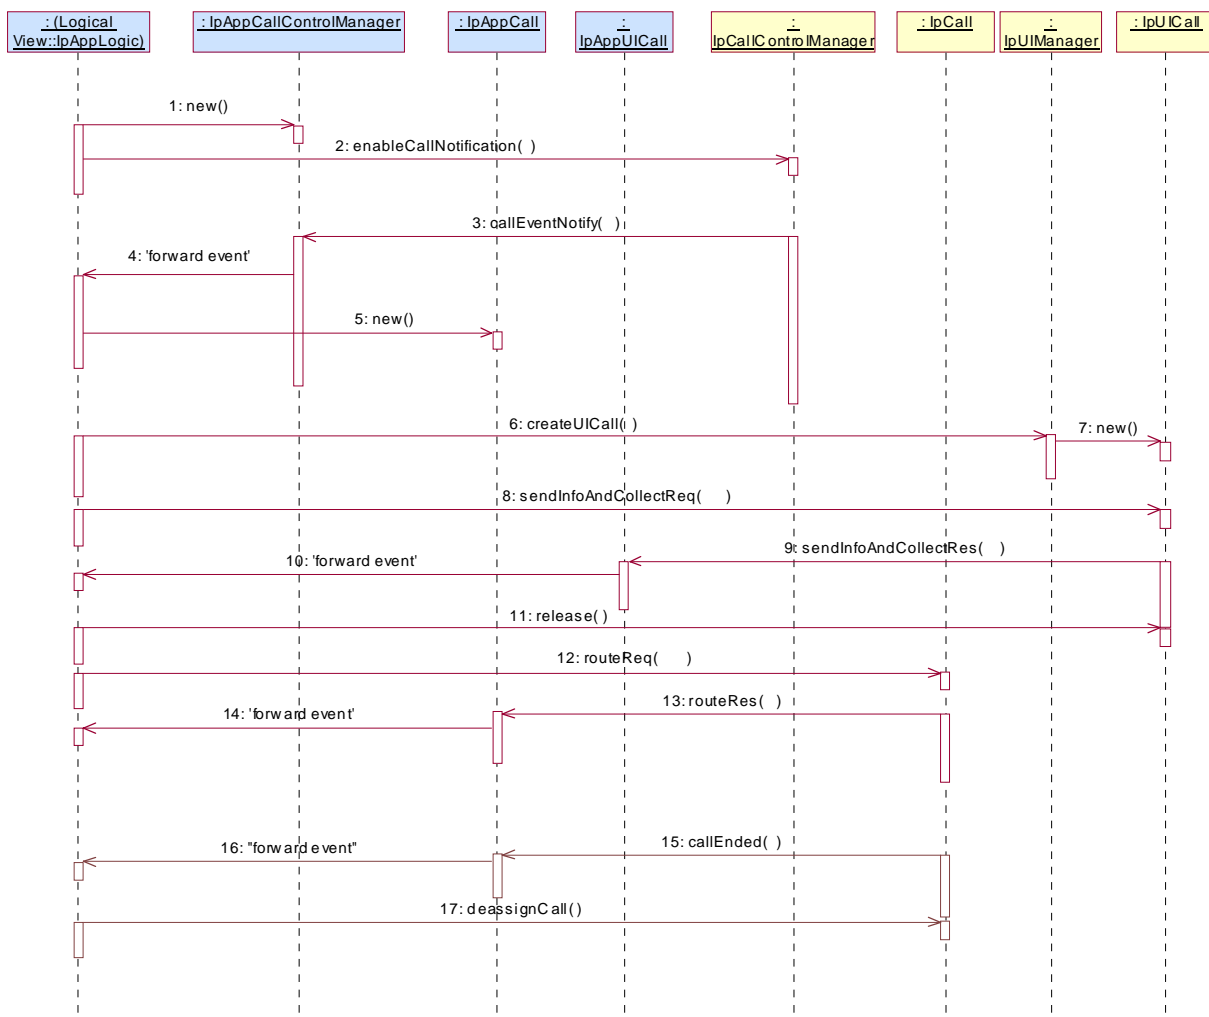 : (Logical
View::IpAppLogic)
: IpAppCallControlManager
: IpAppCall
:
IpAppUICall
:
IpCallControlManager
: IpCall
:
IpUIManager
: IpUICall
1: new()
2: enableCallNotification( )
3: callEventNotify( )
4: 'forward event'
5: new()
6: createUICall( )
7: new()
8: sendInfoAndCollectReq( )
9: sendInfoAndCollectRes( )
10: 'forward event'
11: release( )
12: routeReq( )
13: routeRes( )
14: 'forward event'
15: callEnded( )
16: "forward event"
17: deassignCall()